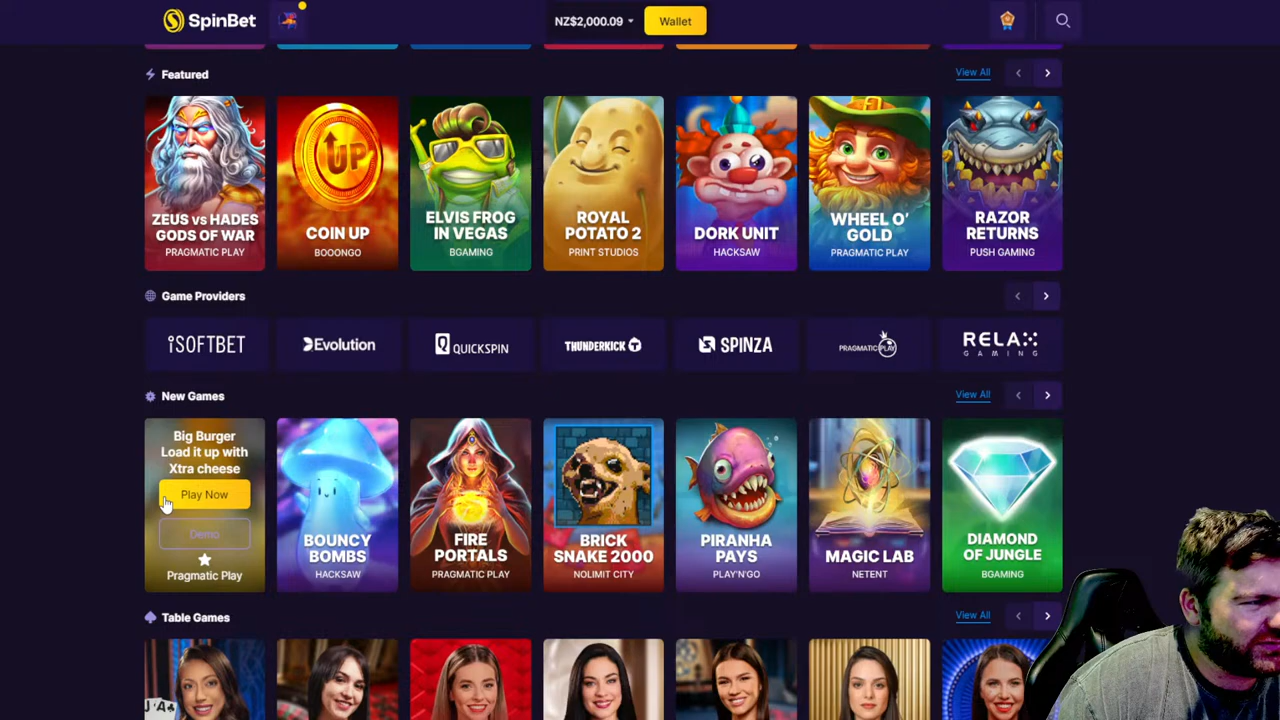 SpinBet
NZ$2,000.09
Wallet
Featured
View All
ZEUS vs HADES
GODS OF WAR
PRAGMATIC PLAY
UP
COIN UP
BOOONGO
ELVIS FROG
IN VEGAS
BGAMING
ROYAL
POTATO 2
PRINT STUDIOS
DORK UNIT
HACKSAW
WHEEL O'
GOLD
PRAGMATIC PLAY
RAZOR
RETURNS
PUSH GAMING
Game Providers
iSOFTBET
Evolution
QUICKSPIN
THUNDERKICK
SPINZA
PRAGMATIC PLAY
RELAX
GAMING
New Games
View All
Big Burger
Load it up with
Xtra cheese
Play Now
Demo
Pragmatic Play
BOUNCY
BOMBS
HACKSAW
FIRE
PORTALS
PRAGMATIC PLAY
BRICK
SNAKE 2000
NOLIMIT CITY
PIRANHA
PAYS
PLAY'N'GO
MAGIC LAB
NETENT
DIAMOND
OF JUNGLE
BGAMING
Table Games
View All